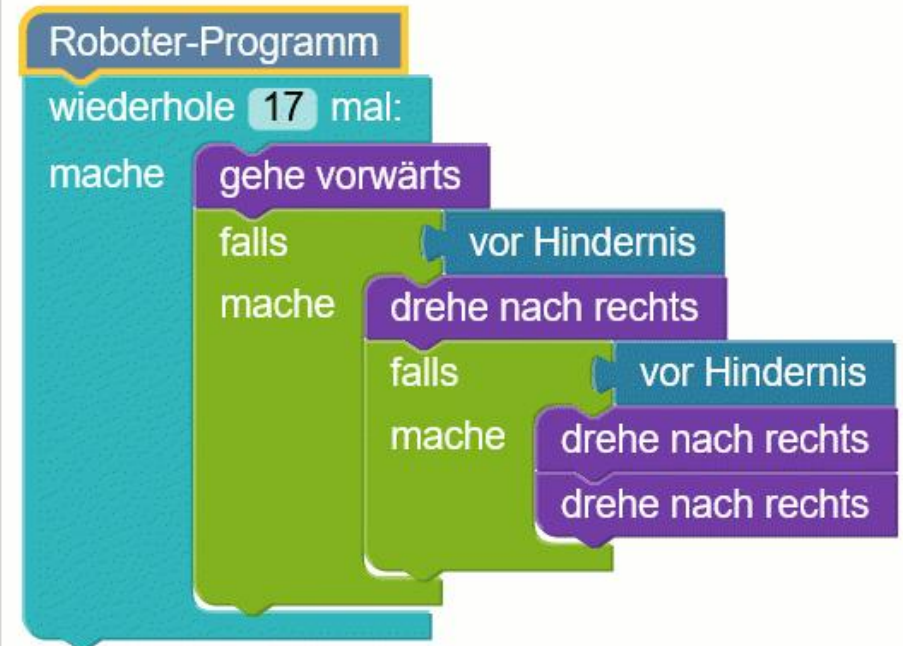 Roboter-Programm
wiederhole 17 mal:
mache gehe vorwärts
falls vor Hindernis
mache drehe nach rechts
falls vor Hindernis
mache drehe nach rechts
drehe nach rechts